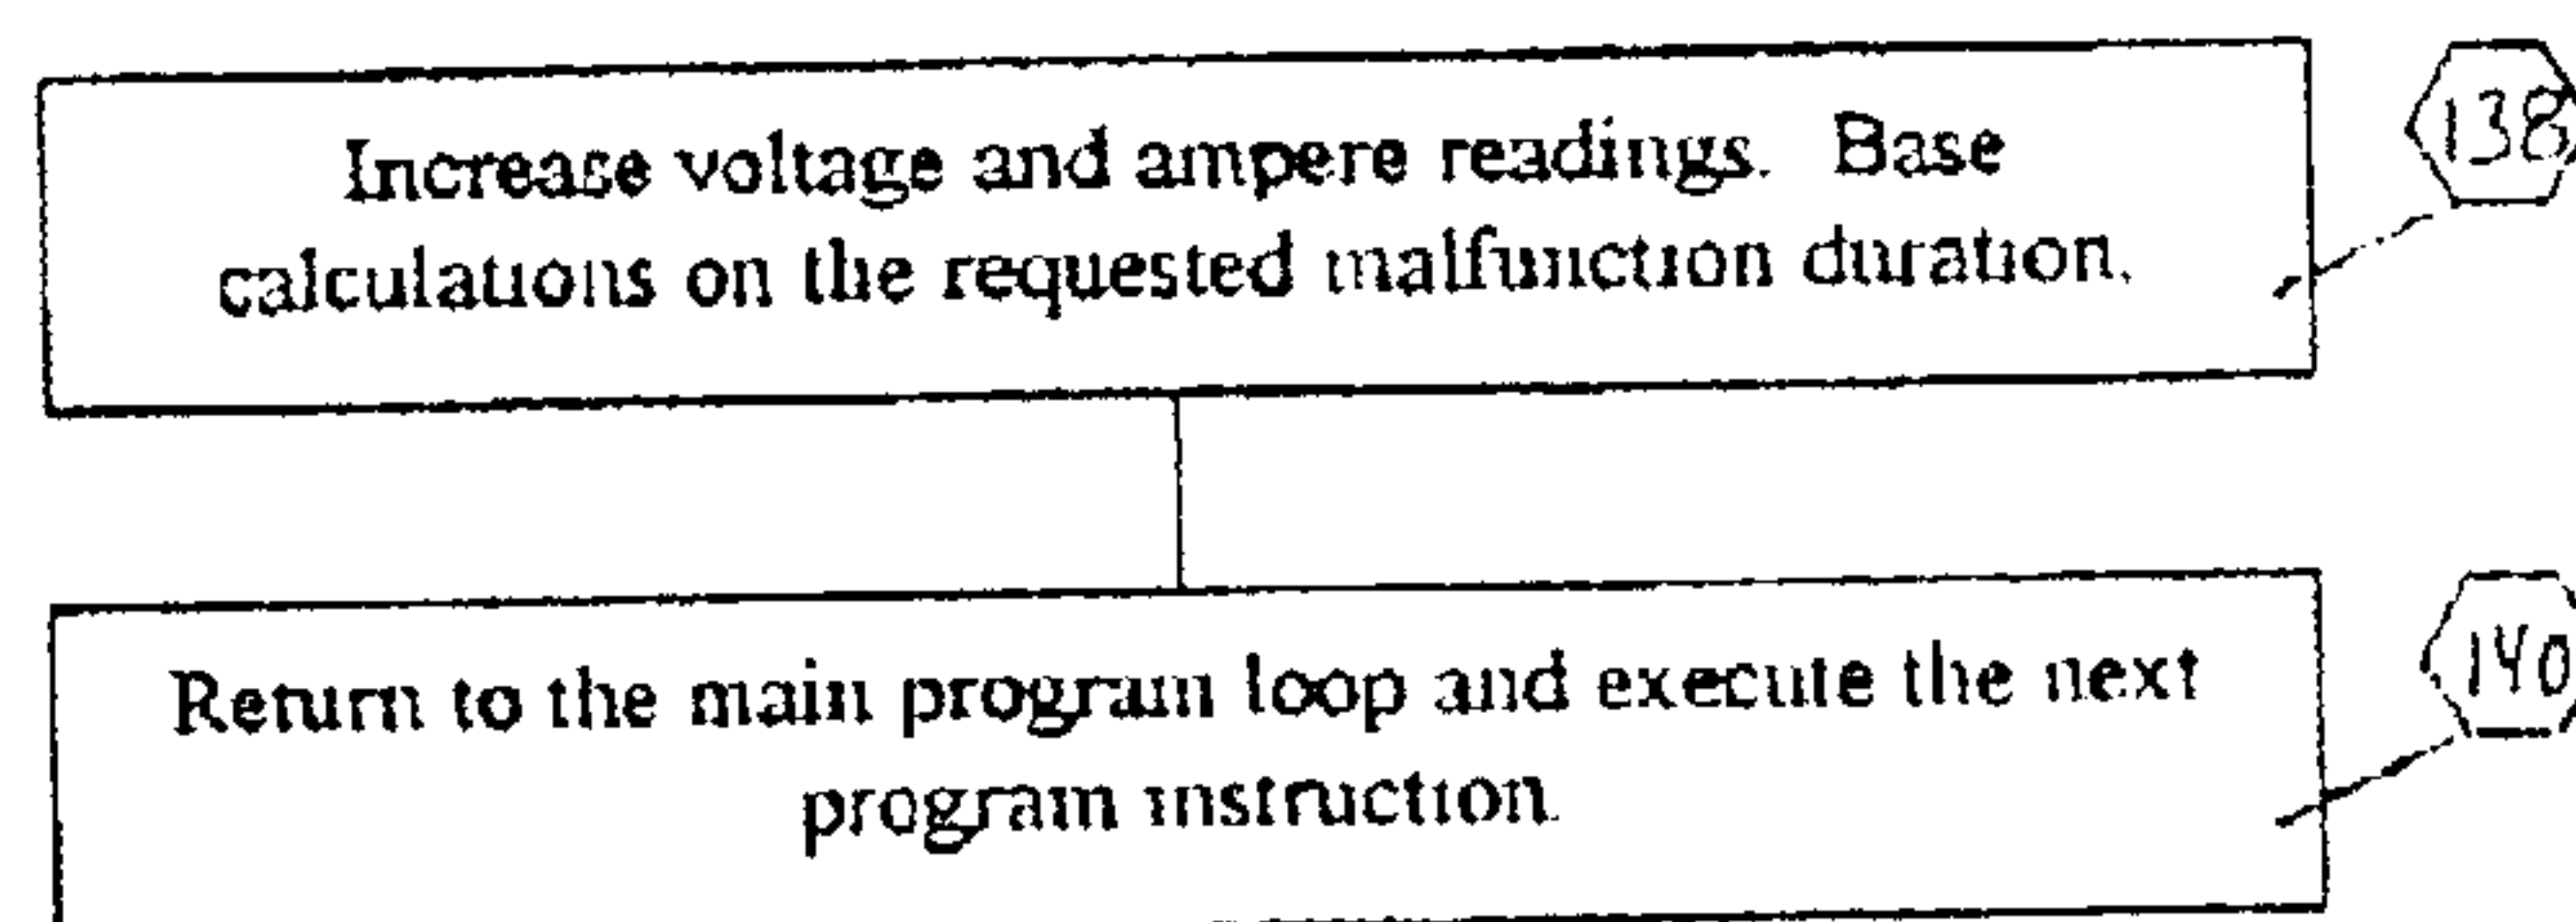 Increase voltage and ampere readings. Base
138
calculations on the requested malfunction duration.
Return to the main program loop and execute the next
140
program instruction.